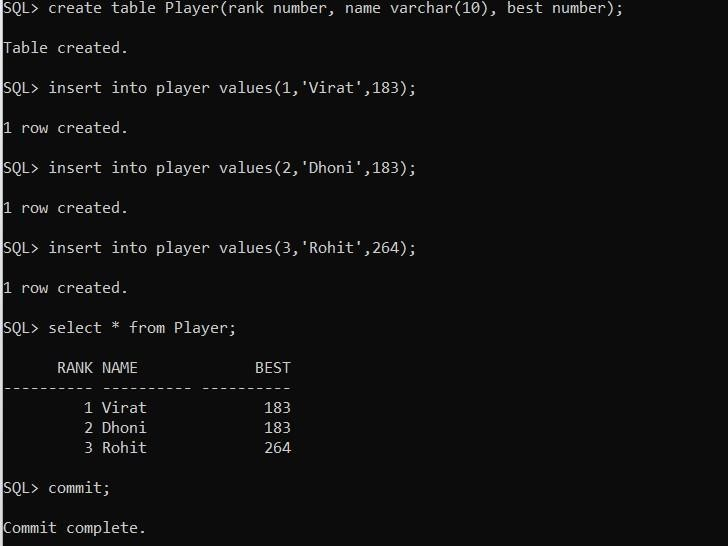 SQL> create table Player(rank number, name varchar(10), best number);
Table created.
SQL> insert into player values(1,'Virat',183);
1 row created.
SQL> insert into player values(2,'Dhoni',183);
1 row created.
SQL> insert into player values(3,'Rohit',264);
1 row created.
SQL> select * from Player;
      RANK NAME             BEST
---------- ---------- ----------
         1 Virat             183
         2 Dhoni             183
         3 Rohit             264
SQL> commit;
Commit complete.